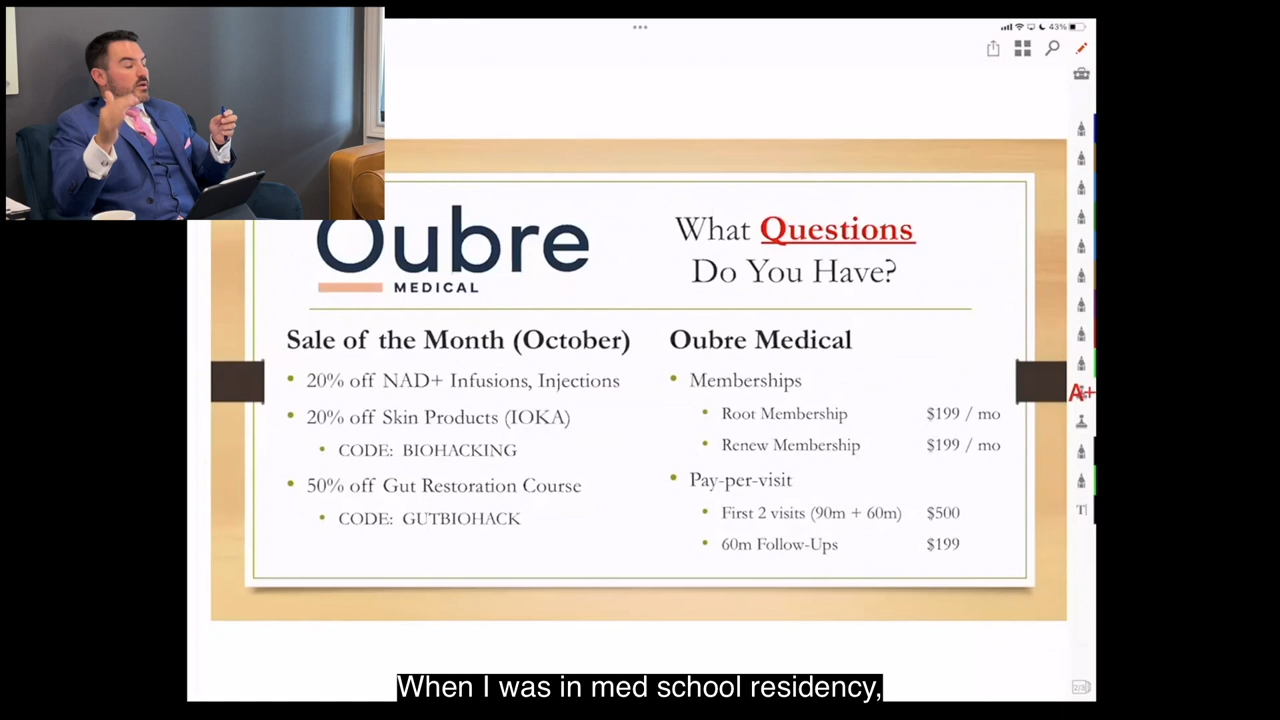 43%
Oubre
MEDICAL
What Questions
Do You Have?
Sale of the Month (October)
• 20% off NAD+ Infusions, Injections
• 20% off Skin Products (IOKA)
• CODE: BIOHACKING
• 50% off Gut Restoration Course
• CODE: GUTBIOHACK
Oubre Medical
• Memberships
• Root Membership $199 / mo
• Renew Membership $199 / mo
• Pay-per-visit
• First 2 visits (90m + 60m) $500
• 60m Follow-Ups $199
A+
T
2/3
When I was in med school residency,